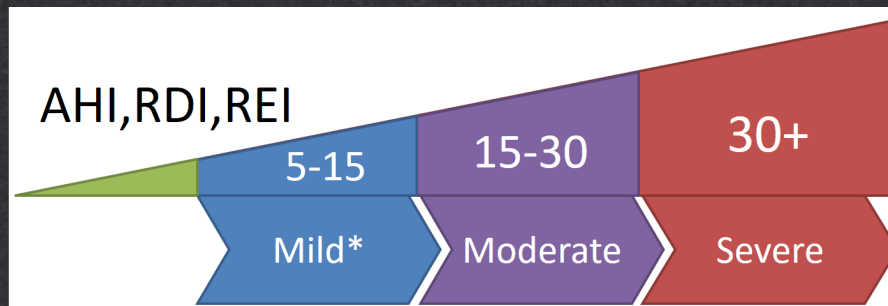 AHI,RDI,REI
5-15
15-30
30+
Mild*
Moderate
Severe